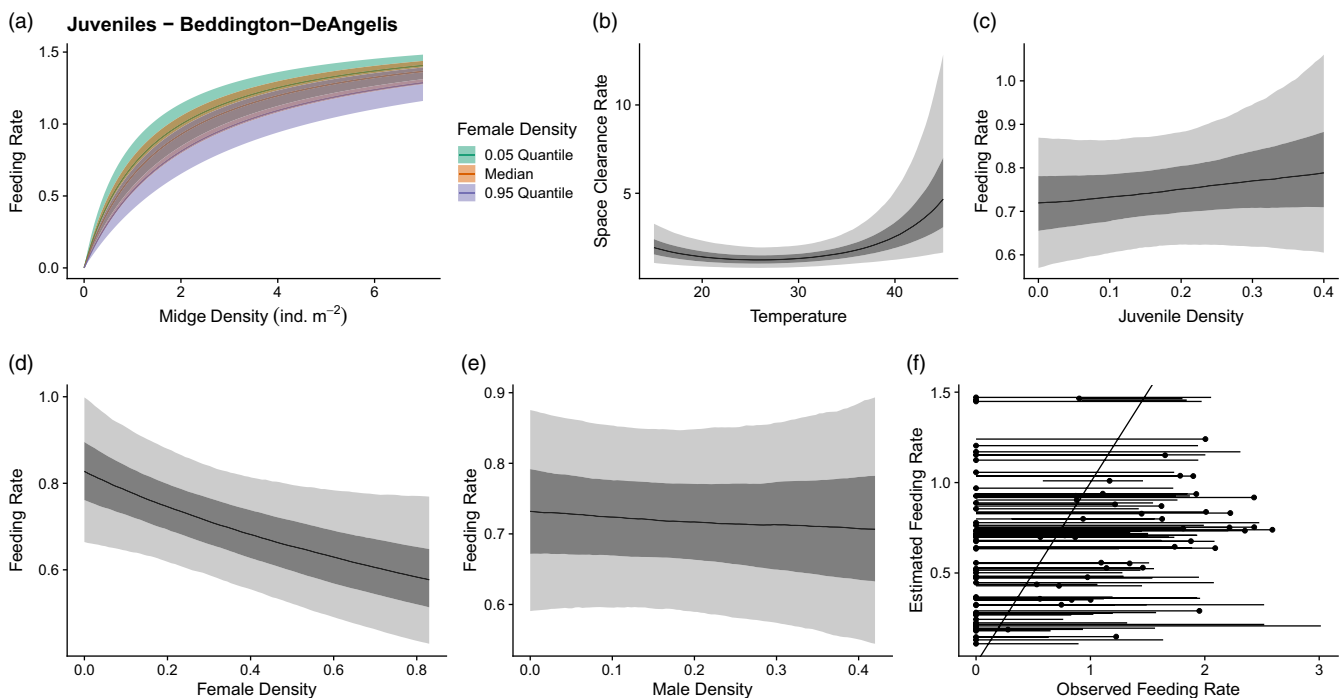 (a)
Juveniles − Beddington−DeAngelis
Feeding Rate
1.5
1.0
0.5
0.0
0
2
4
6
Midge Density (ind. m⁻²)
Female Density
0.05 Quantile
Median
0.95 Quantile
(b)
Space Clearance Rate
10
5
20
30
40
Temperature
(c)
Feeding Rate
1.0
0.9
0.8
0.7
0.6
0.0
0.1
0.2
0.3
0.4
Juvenile Density
(d)
Feeding Rate
1.0
0.8
0.6
0.0
0.2
0.4
0.6
0.8
Female Density
(e)
Feeding Rate
0.9
0.8
0.7
0.6
0.0
0.1
0.2
0.3
0.4
Male Density
(f)
Estimated Feeding Rate
1.5
1.0
0.5
0
1
2
3
Observed Feeding Rate